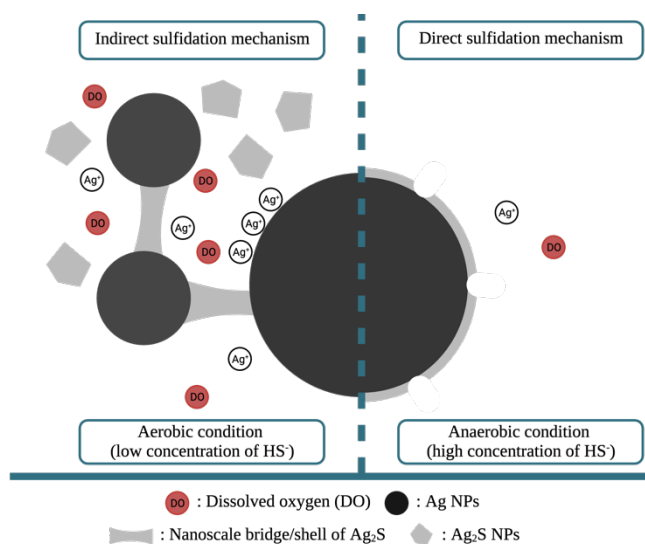 Indirect sulfidation mechanism
Direct sulfidation mechanism
DO
DO
Ag⁺
DO
Ag⁺
Ag⁺
Ag⁺
Ag⁺
DO
Ag⁺
DO
Ag⁺
DO
Aerobic condition
(low concentration of HS⁻)
Anaerobic condition
(high concentration of HS⁻)
DO : Dissolved oxygen (DO)
: Ag NPs
: Nanoscale bridge/shell of Ag₂S
: Ag₂S NPs